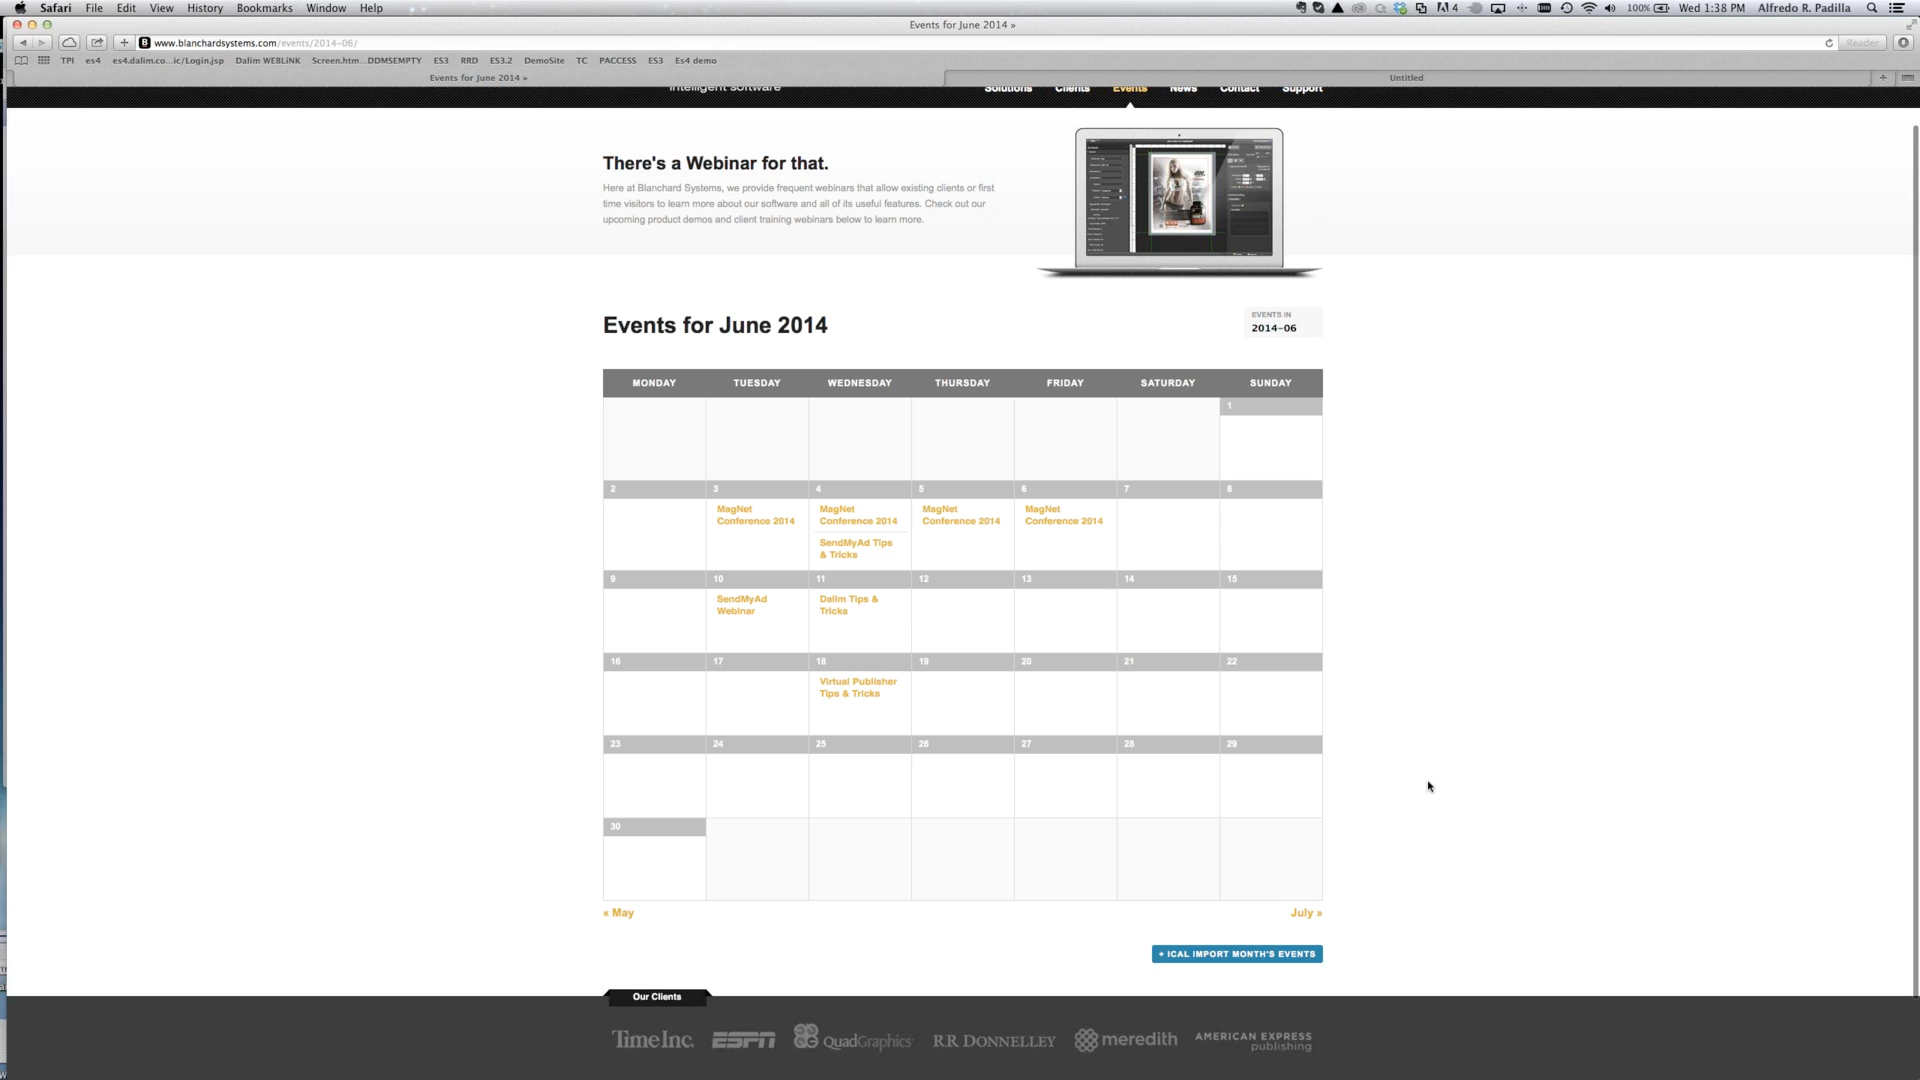 Safari File Edit View History Bookmarks Window Help
4 100% Wed 1:38 PM Alfredo R. Padilla
Events for June 2014 »
www.blanchardsystems.com/events/2014-06/
Reader
TPI es4 es4.dalim.co...ic/Login.jsp Dalim WEBLiNK Screen.htm...DDMSEMPTY ES3 RRD ES3.2 DemoSite TC PACCESS ES3 Es4 demo
Events for June 2014 »
Untitled
intelligent software
Solutions Clients Events News Contact Support
There's a Webinar for that.
Here at Blanchard Systems, we provide frequent webinars that allow existing clients or first
time visitors to learn more about our software and all of its useful features. Check out our
upcoming product demos and client training webinars below to learn more.
Events for June 2014
EVENTS IN
2014-06
MONDAY TUESDAY WEDNESDAY THURSDAY FRIDAY SATURDAY SUNDAY
1
2 3 4 5 6 7 8
MagNet MagNet MagNet MagNet
Conference 2014 Conference 2014 Conference 2014 Conference 2014
SendMyAd Tips
& Tricks
9 10 11 12 13 14 15
SendMyAd Dalim Tips &
Webinar Tricks
16 17 18 19 20 21 22
Virtual Publisher
Tips & Tricks
23 24 25 26 27 28 29
30
« May July »
+ ICAL IMPORT MONTH'S EVENTS
Our Clients
Time Inc. ESPN QuadGraphics RR DONNELLEY meredith AMERICAN EXPRESS
publishing